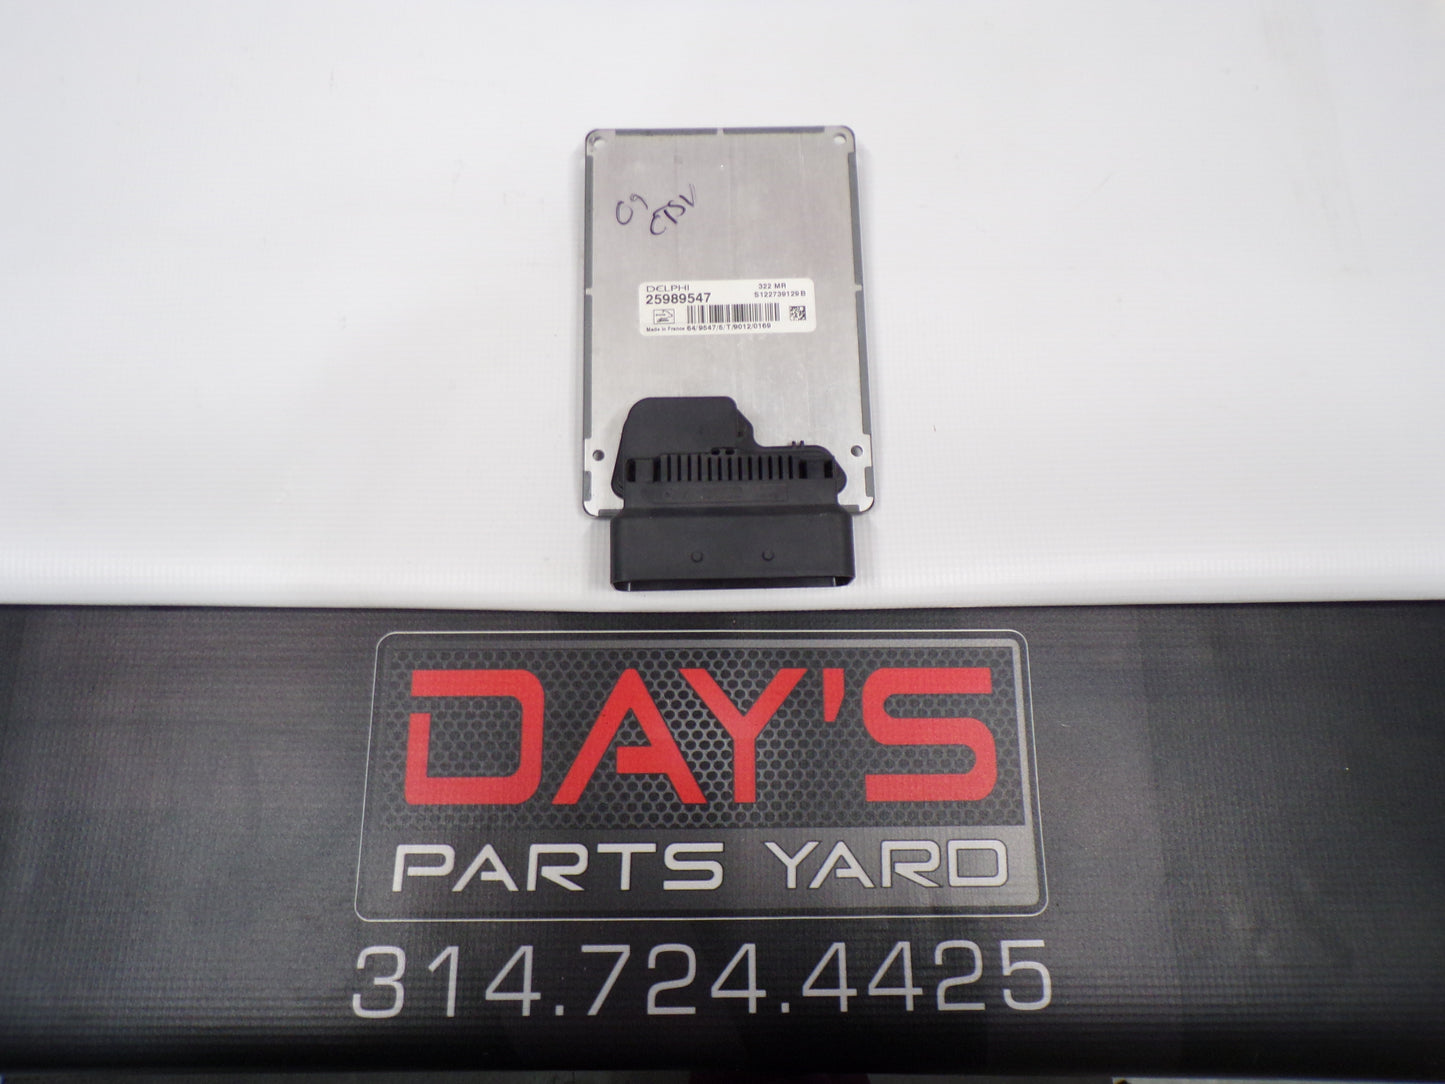 09
CTSV
DELPHI 322 MR
25989547 S122739129B
Made in France 64/9547/5/T/9012/0169
DAY'S
PARTS YARD
314.724.4425